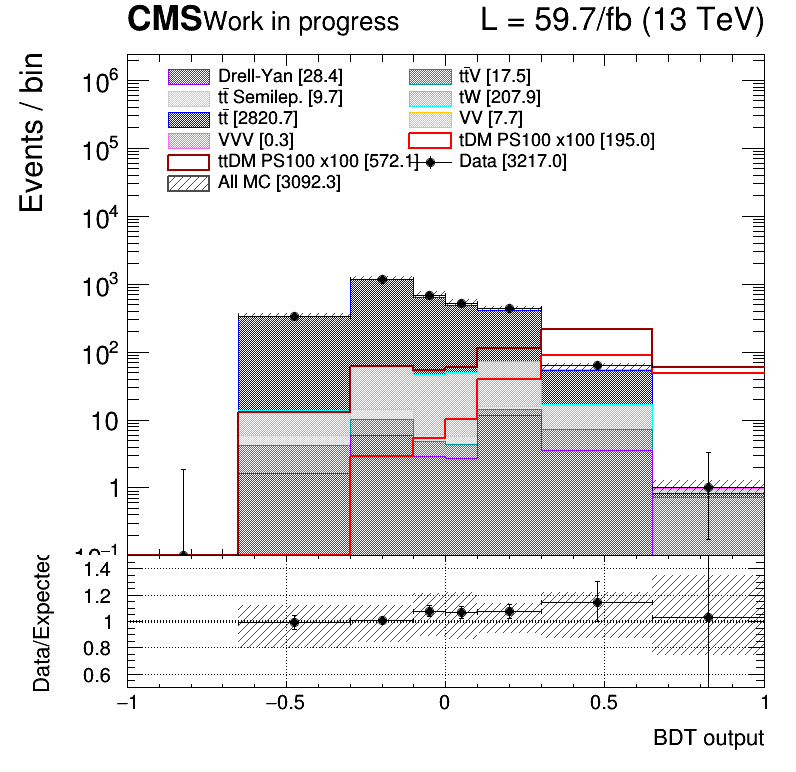 CMS Work in progress L = 59.7/fb (13 TeV)
Events / bin
Drell-Yan [28.4] tt̄V [17.5]
tt̄ Semilep. [9.7] tW [207.9]
tt̄ [2820.7] VV [7.7]
VVV [0.3] tDM PS100 x100 [195.0]
ttDM PS100 x100 [572.1] Data [3217.0]
All MC [3092.3]
10⁶
10⁵
10⁴
10³
10²
10
1
10⁻¹
Data/Expected
1.4
1.2
1
0.8
0.6
−1 −0.5 0 0.5 1
BDT output